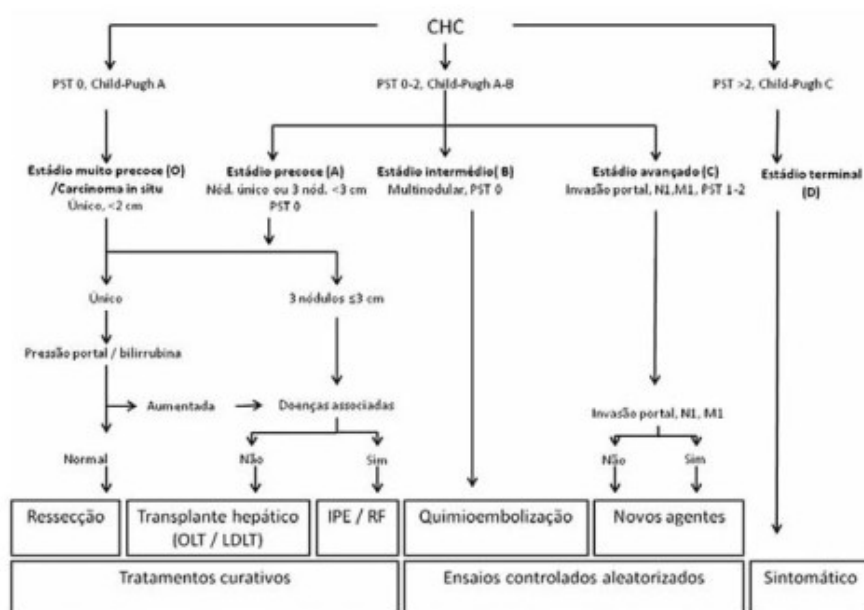 CHC
PST 0, Child-Pugh A
PST 0-2, Child-Pugh A-B
PST >2, Child-Pugh C
Estádio muito precoce (O)
/Carcinoma in situ
Único, <2 cm
Estádio precoce (A)
Nód. único ou 3 nód. <3 cm
PST 0
Estádio intermédio( B)
Multinodular, PST 0
Estádio avançado( C)
Invasão portal, N1,M1, PST 1-2
Estádio terminal
(D)
Único
3 nódulos ≤3 cm
Pressão portal / bilirrubina
Aumentada
Doenças associadas
Invasão portal, N1, M1
Normal
Não
Sim
Não
Sim
Ressecção
Transplante hepático
(OLT / LDLT)
IPE / RF
Quimioembolização
Novos agentes
Tratamentos curativos
Ensaios controlados aleatorizados
Sintomático